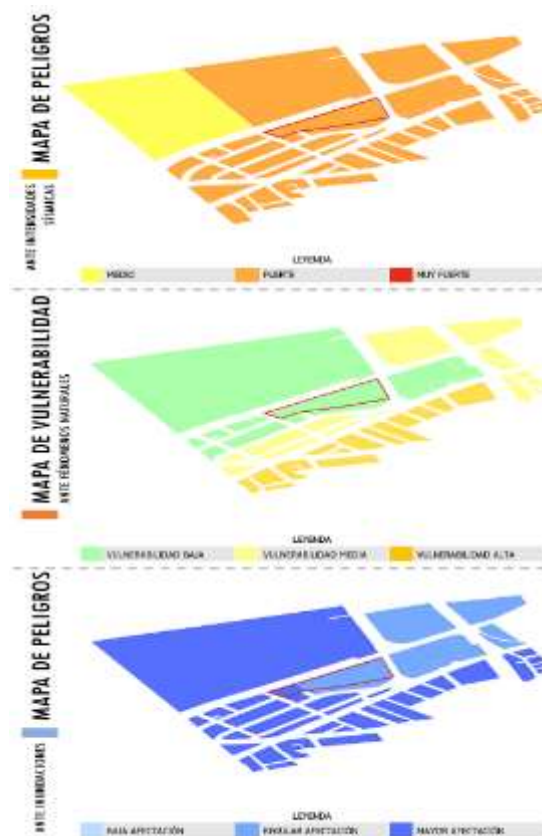 MAPA DE PELIGROS
ANTE INTENSIDADES
SÍSMICAS
LEYENDA
MEDIO FUERTE MUY FUERTE
MAPA DE VULNERABILIDAD
ANTE FENÓMENOS NATURALES
LEYENDA
VULNERABILIDAD BAJA VULNERABILIDAD MEDIA VULNERABILIDAD ALTA
MAPA DE PELIGROS
ANTE INUNDACIONES
LEYENDA
BAJA AFECTACIÓN REGULAR AFECTACIÓN MAYOR AFECTACIÓN